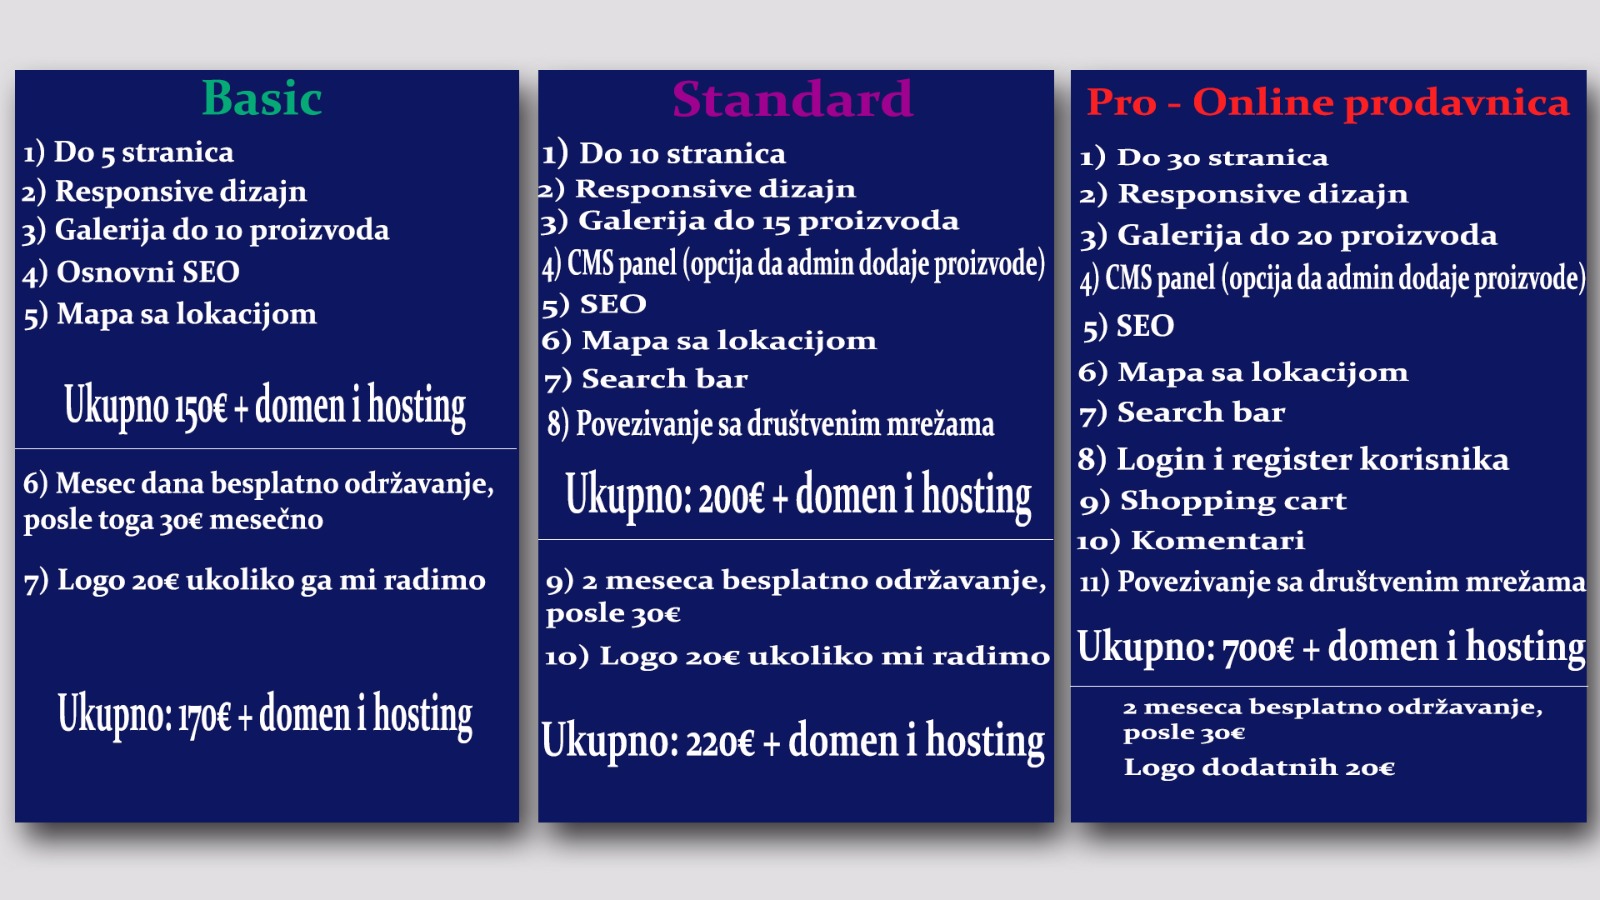 Basic
1) Do 5 stranica
2) Responsive dizajn
3) Galerija do 10 proizvoda
4) Osnovni SEO
5) Mapa sa lokacijom
Ukupno 150€ + domen i hosting
6) Mesec dana besplatno održavanje,
posle toga 30€ mesečno
7) Logo 20€ ukoliko ga mi radimo
Ukupno: 170€ + domen i hosting
Standard
1) Do 10 stranica
2) Responsive dizajn
3) Galerija do 15 proizvoda
4) CMS panel (opcija da admin dodaje proizvode)
5) SEO
6) Mapa sa lokacijom
7) Search bar
8) Povezivanje sa društvenim mrežama
Ukupno: 200€ + domen i hosting
9) 2 meseca besplatno održavanje,
posle 30€
10) Logo 20€ ukoliko mi radimo
Ukupno: 220€ + domen i hosting
Pro - Online prodavnica
1) Do 30 stranica
2) Responsive dizajn
3) Galerija do 20 proizvoda
4) CMS panel (opcija da admin dodaje proizvode)
5) SEO
6) Mapa sa lokacijom
7) Search bar
8) Login i register korisnika
9) Shopping cart
10) Komentari
11) Povezivanje sa društvenim mrežama
Ukupno: 700€ + domen i hosting
2 meseca besplatno održavanje,
posle 30€
Logo dodatnih 20€